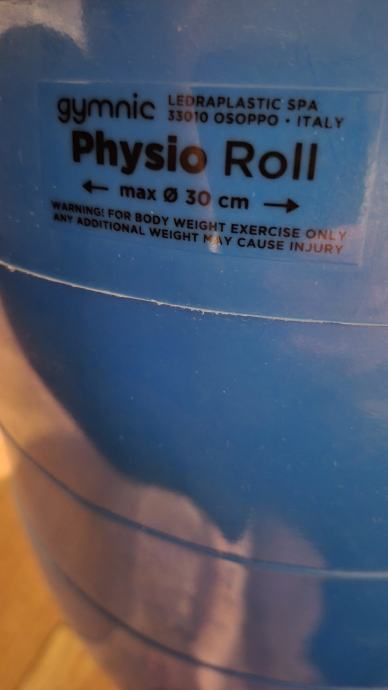 gymnic LEDRAPLASTIC SPA
33010 OSOPPO • ITALY
Physio Roll
← max Ø 30 cm →
WARNING! FOR BODY WEIGHT EXERCISE ONLY
ANY ADDITIONAL WEIGHT MAY CAUSE INJURY